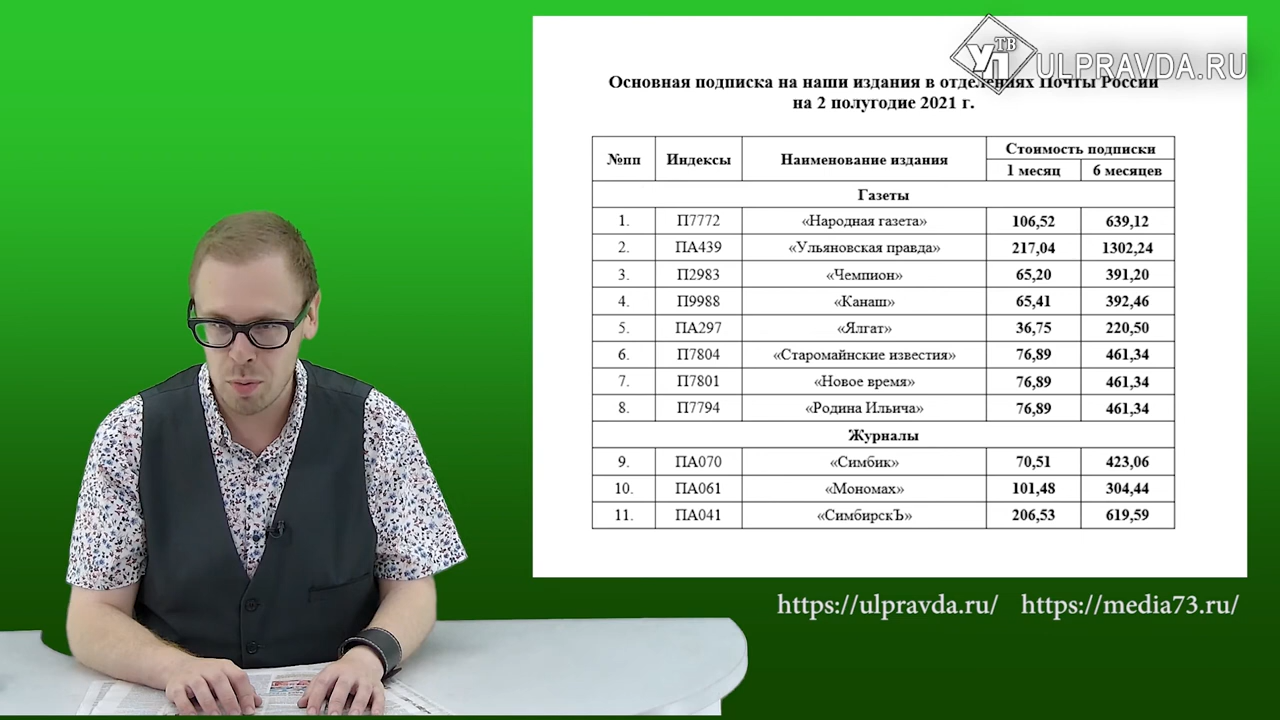 УП ТВ ULPRAVDA.RU
Основная подписка на наши издания в отделениях Почты России
на 2 полугодие 2021 г.
№пп Индексы Наименование издания Стоимость подписки
1 месяц 6 месяцев
Газеты
1. П7772 «Народная газета» 106,52 639,12
2. ПА439 «Ульяновская правда» 217,04 1302,24
3. П2983 «Чемпион» 65,20 391,20
4. П9988 «Канаш» 65,41 392,46
5. ПА297 «Ялгат» 36,75 220,50
6. П7804 «Старомайнские известия» 76,89 461,34
7. П7801 «Новое время» 76,89 461,34
8. П7794 «Родина Ильича» 76,89 461,34
Журналы
9. ПА070 «Симбик» 70,51 423,06
10. ПА061 «Мономах» 101,48 304,44
11. ПА041 «СимбирскЪ» 206,53 619,59
https://ulpravda.ru/ https://media73.ru/